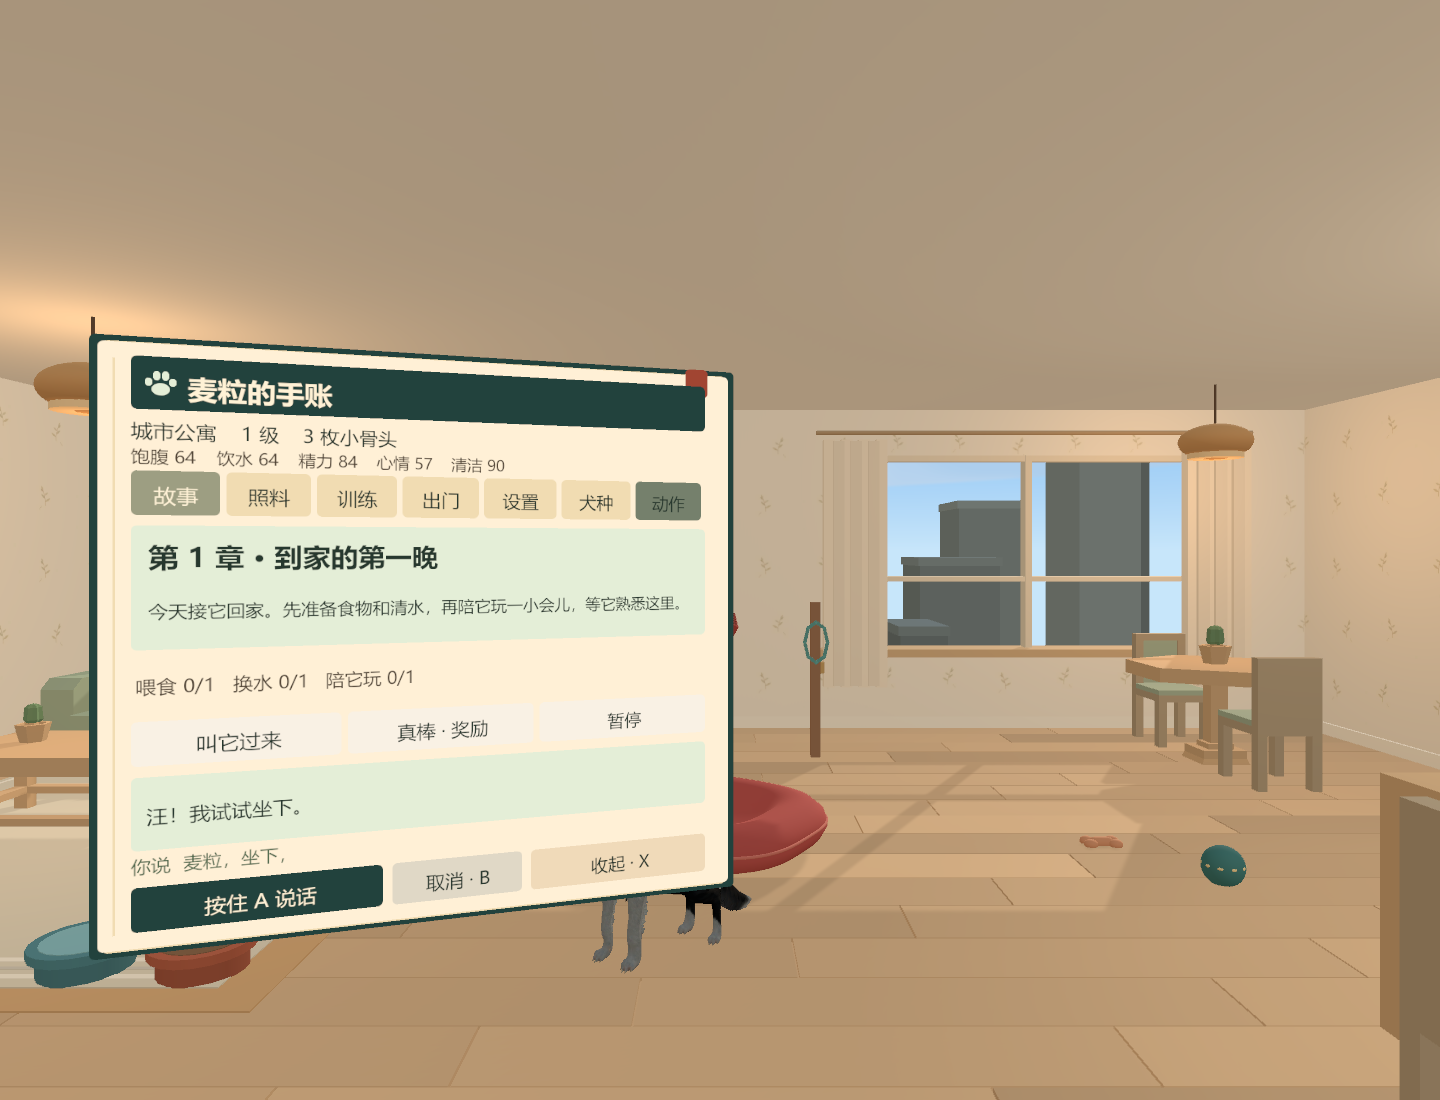 麦粒的手账
城市公寓 1 级 3 枚小骨头
饱腹 64 饮水 64 精力 84 心情 57 清洁 90
故事 照料 训练 出门 设置 犬种 动作
第 1 章 · 到家的第一晚
今天接它回家。先准备食物和清水，再陪它玩一小会儿，等它熟悉这里。
喂食 0/1 换水 0/1 陪它玩 0/1
叫它过来 真棒 · 奖励 暂停
汪！我试试坐下。
你说 麦粒，坐下，
按住 A 说话 取消 · B 收起 · X